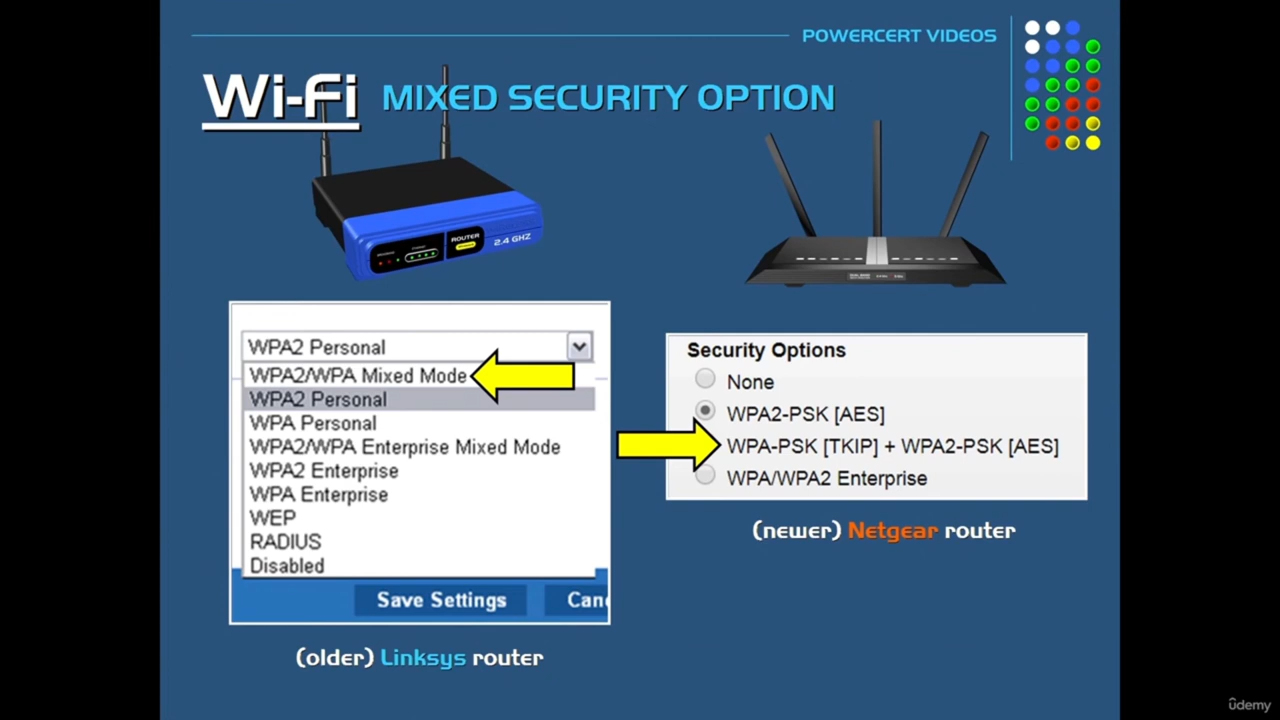 POWERCERT VIDEOS
Wi-Fi MIXED SECURITY OPTION
ROUTER
2.4 GHZ
WPA2 Personal
WPA2/WPA Mixed Mode
WPA2 Personal
WPA Personal
WPA2/WPA Enterprise Mixed Mode
WPA2 Enterprise
WPA Enterprise
WEP
RADIUS
Disabled
Save Settings
(older) Linksys router
Security Options
None
WPA2-PSK [AES]
WPA-PSK [TKIP] + WPA2-PSK [AES]
WPA/WPA2 Enterprise
(newer) Netgear router
udemy